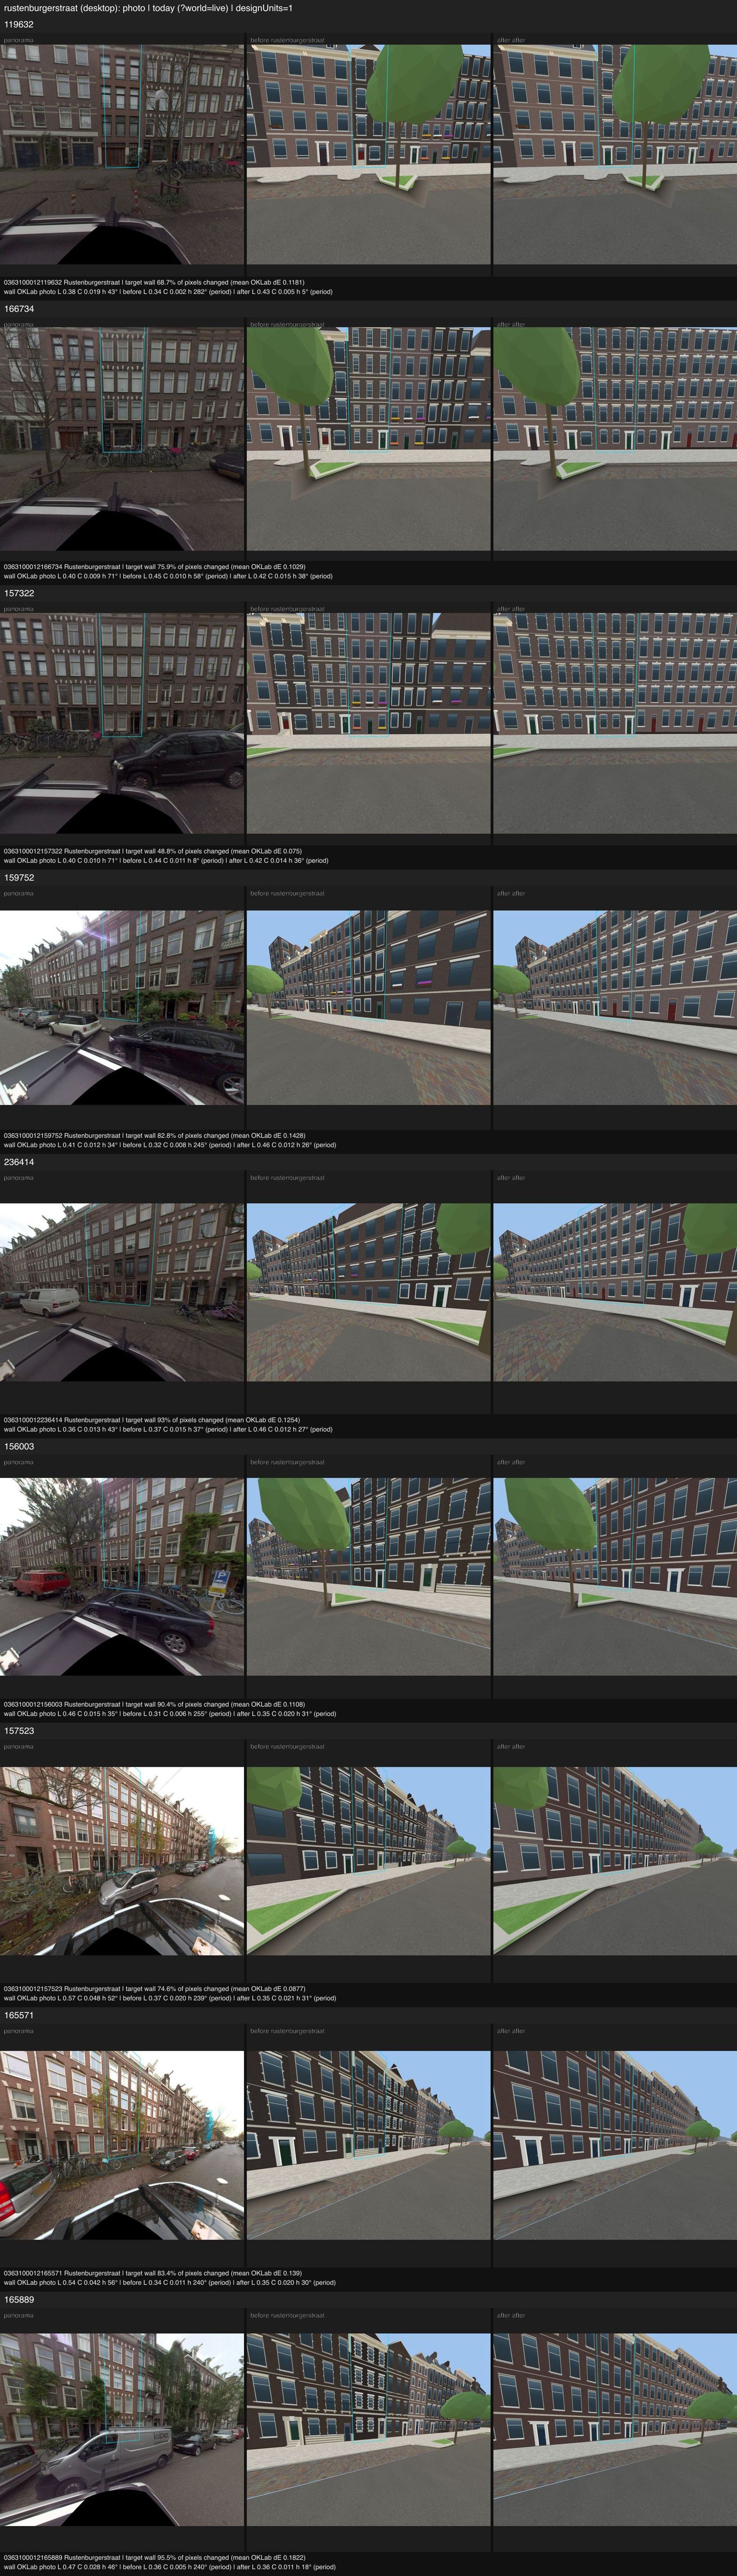 rustenburgerstraat (desktop): photo | today (?world=live) | designUnits=1
119632
panorama
before rustenburgerstraat
after after
0363100012119632 Rustenburgerstraat | target wall 68.7% of pixels changed (mean OKLab dE 0.1181)
wall OKLab photo L 0.38 C 0.019 h 43° | before L 0.34 C 0.002 h 282° (period) | after L 0.43 C 0.005 h 5° (period)
166734
panorama
before rustenburgerstraat
after after
0363100012166734 Rustenburgerstraat | target wall 75.9% of pixels changed (mean OKLab dE 0.1029)
wall OKLab photo L 0.40 C 0.009 h 71° | before L 0.45 C 0.010 h 58° (period) | after L 0.42 C 0.015 h 38° (period)
157322
panorama
before rustenburgerstraat
after after
0363100012157322 Rustenburgerstraat | target wall 48.8% of pixels changed (mean OKLab dE 0.075)
wall OKLab photo L 0.40 C 0.010 h 71° | before L 0.44 C 0.011 h 8° (period) | after L 0.42 C 0.014 h 36° (period)
159752
panorama
before rustenburgerstraat
after after
0363100012159752 Rustenburgerstraat | target wall 82.8% of pixels changed (mean OKLab dE 0.1428)
wall OKLab photo L 0.41 C 0.012 h 34° | before L 0.32 C 0.008 h 245° (period) | after L 0.46 C 0.012 h 26° (period)
236414
panorama
before rustenburgerstraat
after after
0363100012236414 Rustenburgerstraat | target wall 93% of pixels changed (mean OKLab dE 0.1254)
wall OKLab photo L 0.36 C 0.013 h 43° | before L 0.37 C 0.015 h 37° (period) | after L 0.46 C 0.012 h 27° (period)
156003
panorama
before rustenburgerstraat
after after
0363100012156003 Rustenburgerstraat | target wall 90.4% of pixels changed (mean OKLab dE 0.1108)
wall OKLab photo L 0.46 C 0.015 h 35° | before L 0.31 C 0.006 h 255° (period) | after L 0.35 C 0.020 h 31° (period)
157523
panorama
before rustenburgerstraat
after after
0363100012157523 Rustenburgerstraat | target wall 74.6% of pixels changed (mean OKLab dE 0.0877)
wall OKLab photo L 0.57 C 0.048 h 52° | before L 0.37 C 0.020 h 239° (period) | after L 0.35 C 0.021 h 31° (period)
165571
panorama
before rustenburgerstraat
after after
0363100012165571 Rustenburgerstraat | target wall 83.4% of pixels changed (mean OKLab dE 0.139)
wall OKLab photo L 0.54 C 0.042 h 56° | before L 0.34 C 0.011 h 240° (period) | after L 0.35 C 0.020 h 30° (period)
165889
panorama
before rustenburgerstraat
after after
0363100012165889 Rustenburgerstraat | target wall 95.5% of pixels changed (mean OKLab dE 0.1822)
wall OKLab photo L 0.47 C 0.028 h 46° | before L 0.36 C 0.005 h 240° (period) | after L 0.36 C 0.011 h 18° (period)